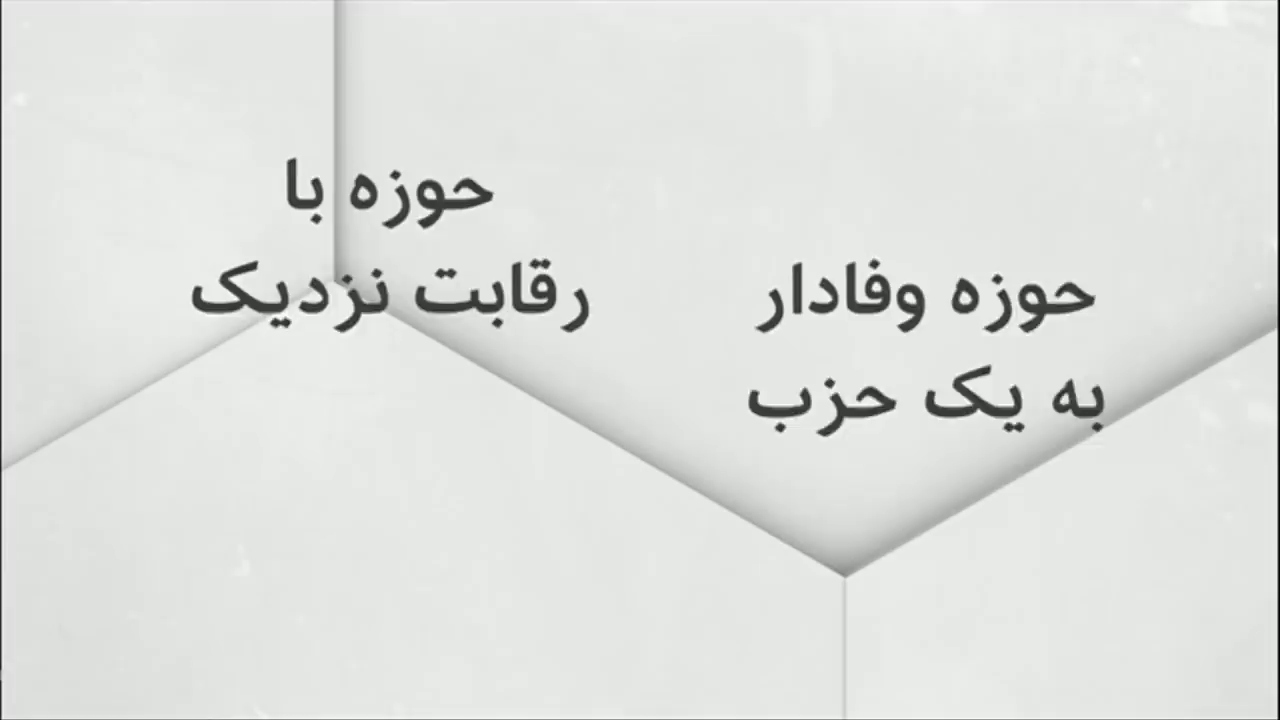 حوزه وفادار
به یک حزب
حوزه با
رقابت نزدیک